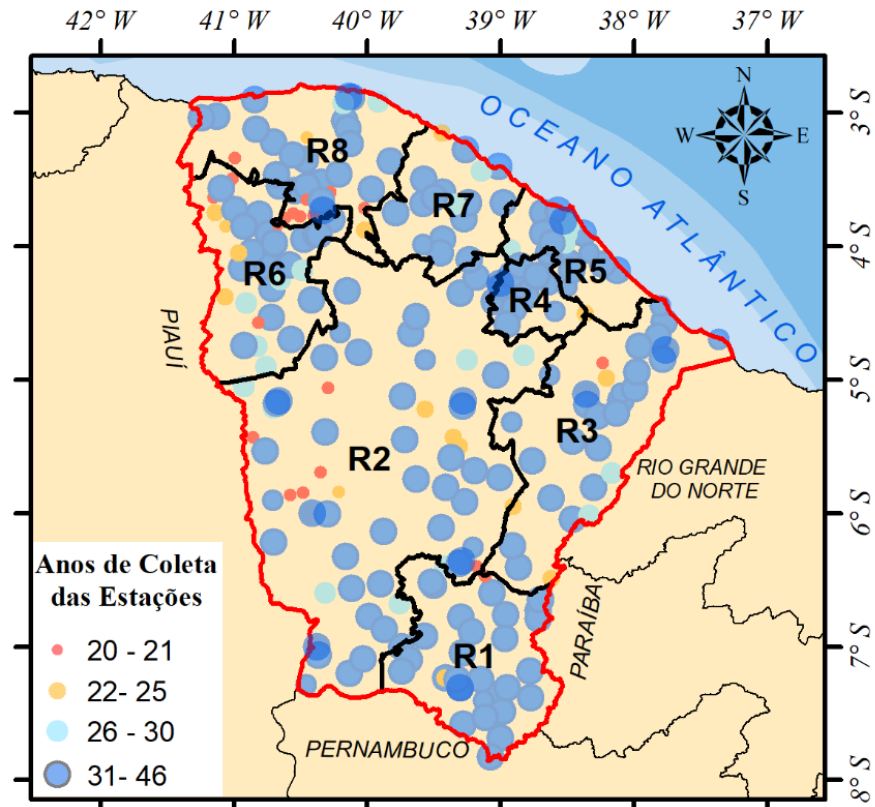 42° W 41° W 40° W 39° W 38° W 37° W
3°S
4°S
5°S
6°S
7°S
8°S
N
W E
S
OCEANO ATLÂNTICO
R8
R7
R6
R5
R4
R3
R2
R1
PIAUÍ
RIO GRANDE
DO NORTE
PARAÍBA
PERNAMBUCO
Anos de Coleta
das Estações
20 - 21
22- 25
26 - 30
31- 46